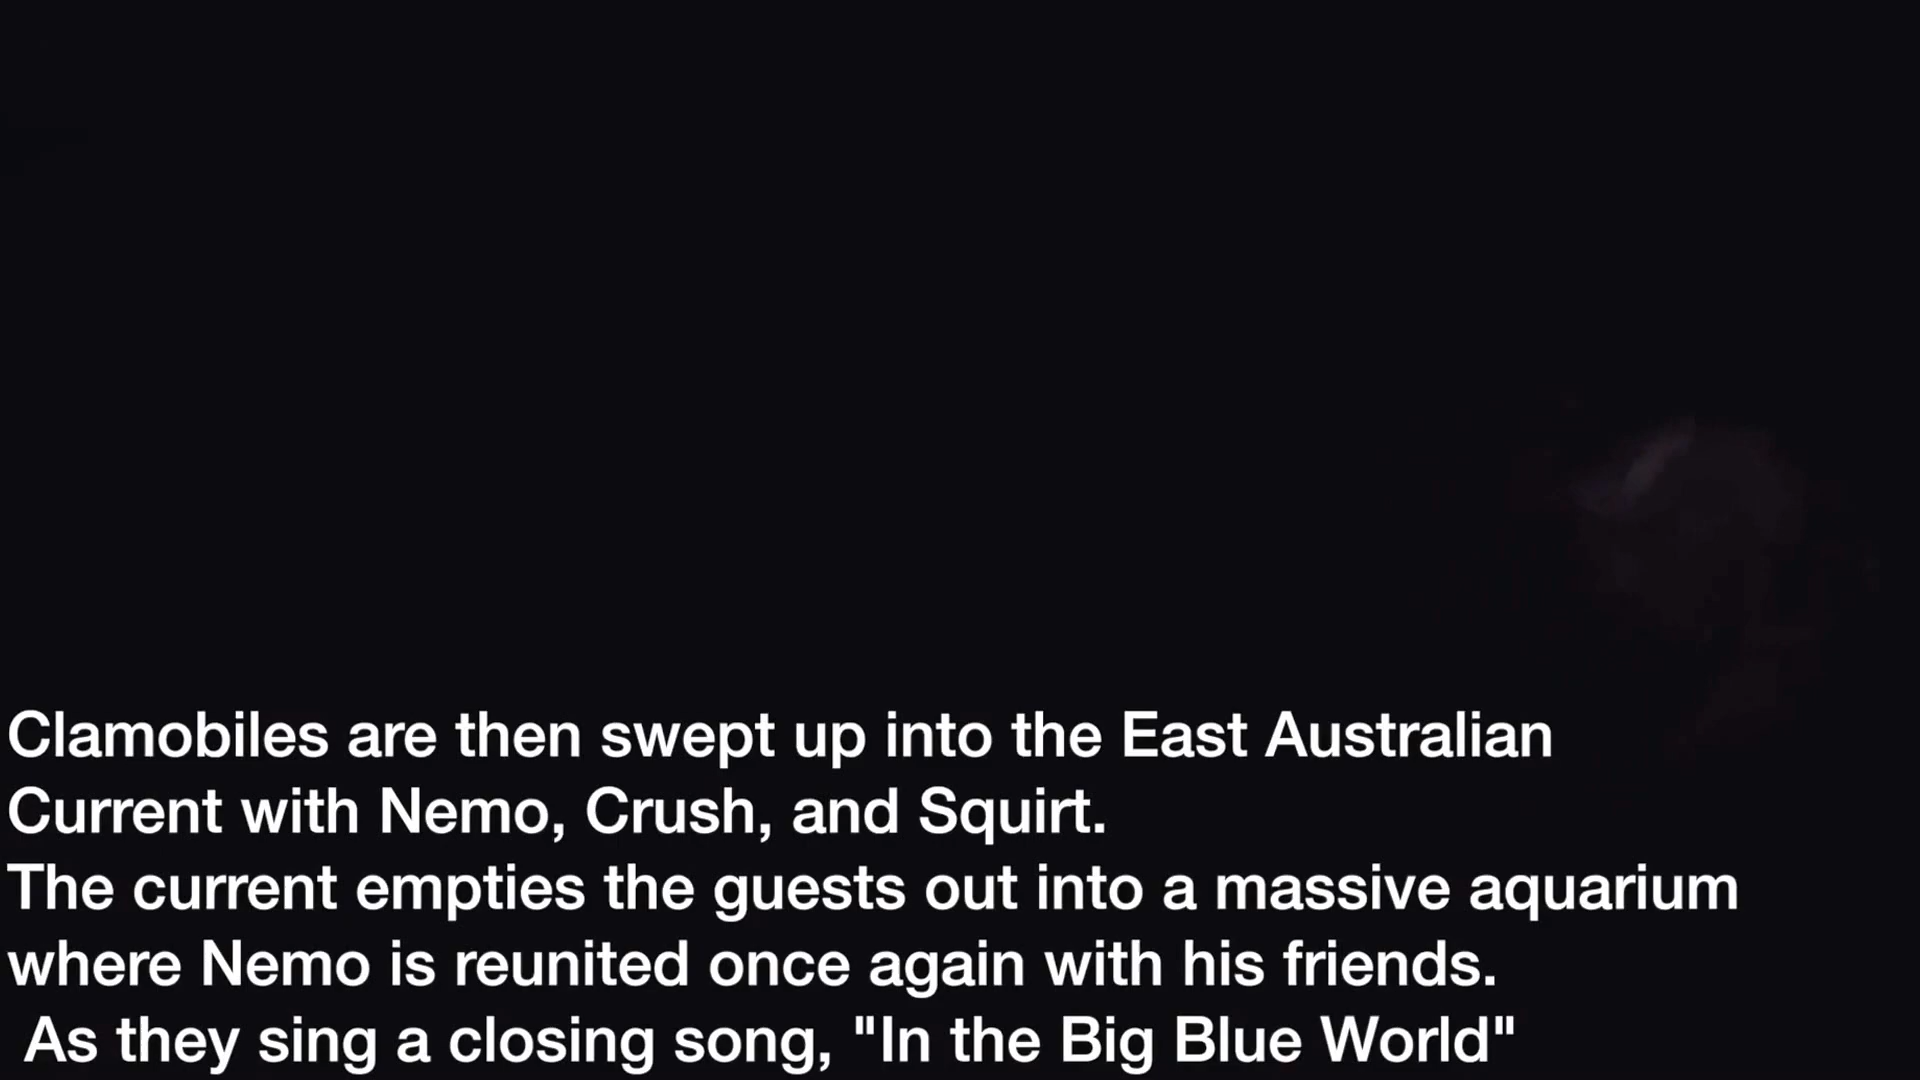 Clamobiles are then swept up into the East Australian
Current with Nemo, Crush, and Squirt.
The current empties the guests out into a massive aquarium
where Nemo is reunited once again with his friends.
As they sing a closing song, "In the Big Blue World"